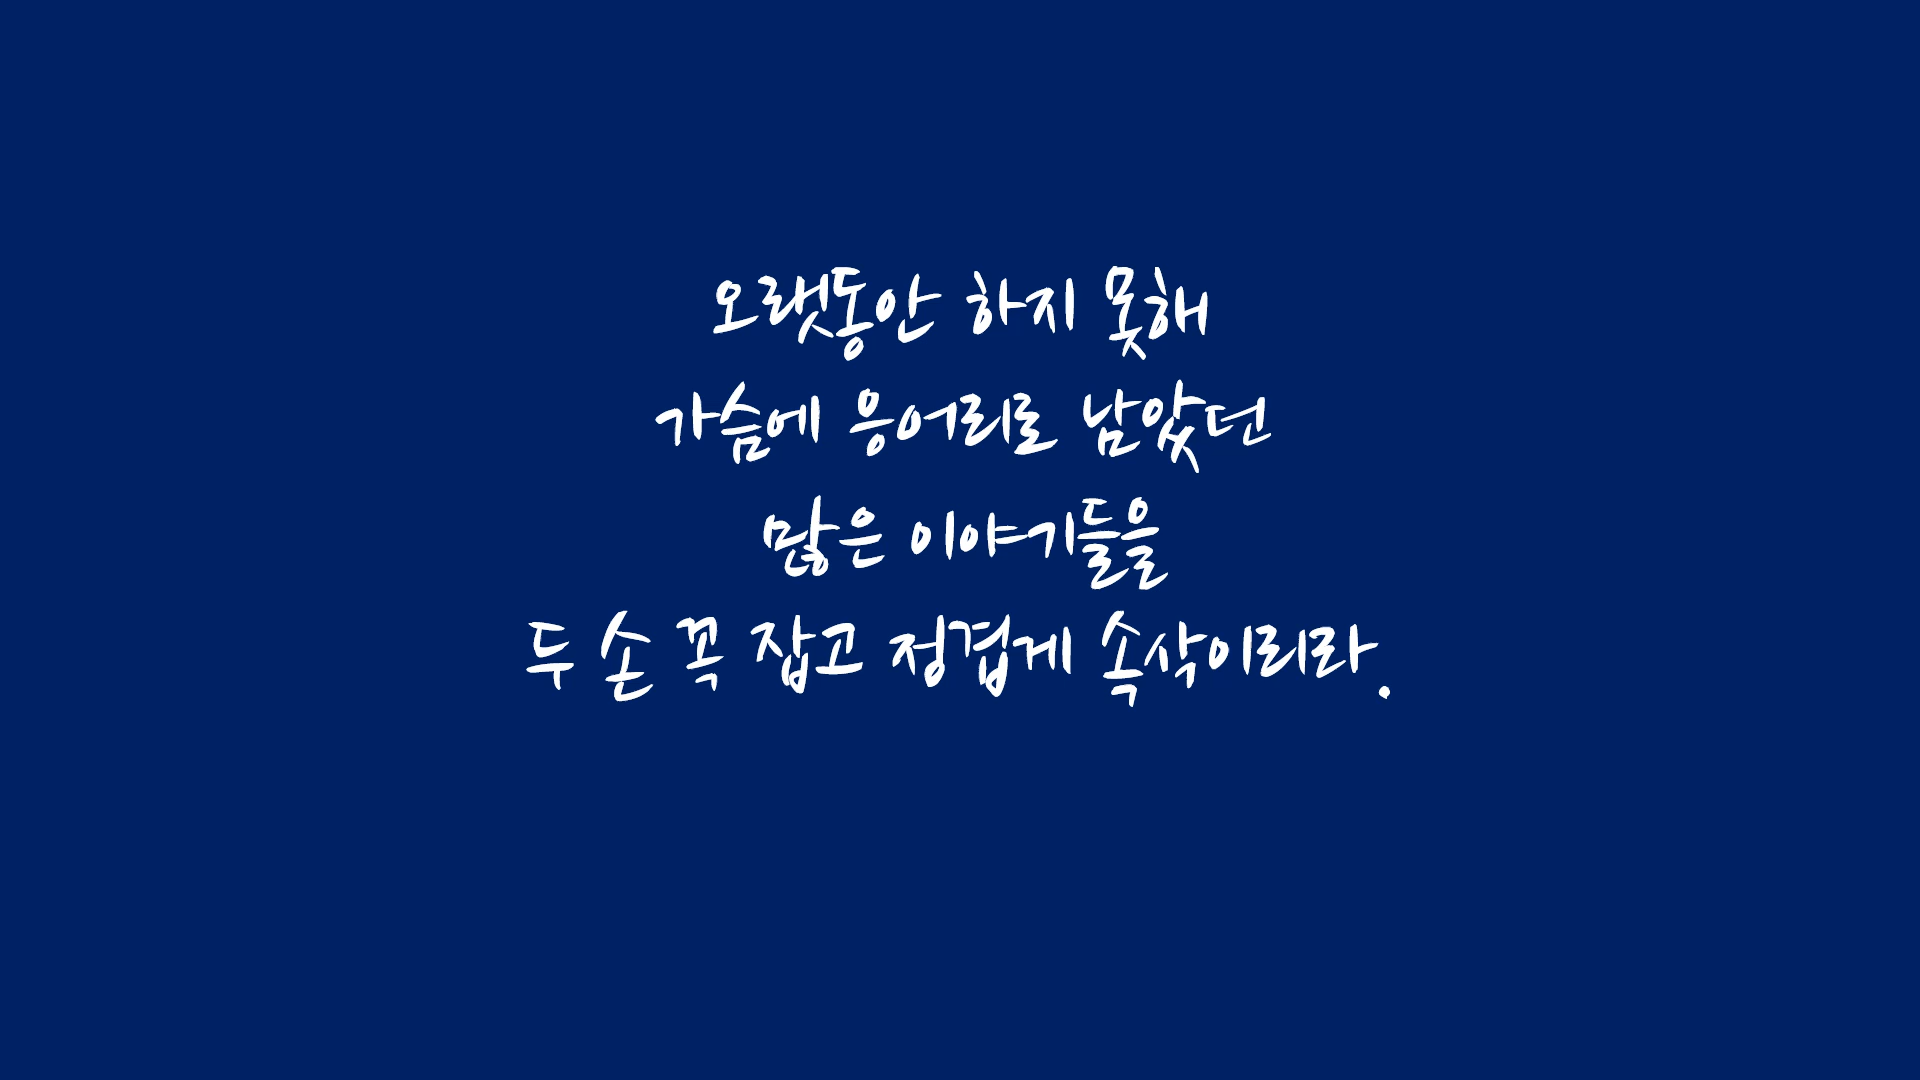 오랫동안 하지 못해
가슴에 응어리로 남았던
많은 이야기들을
두 손 꼭 잡고 정겹게 속삭이리라.